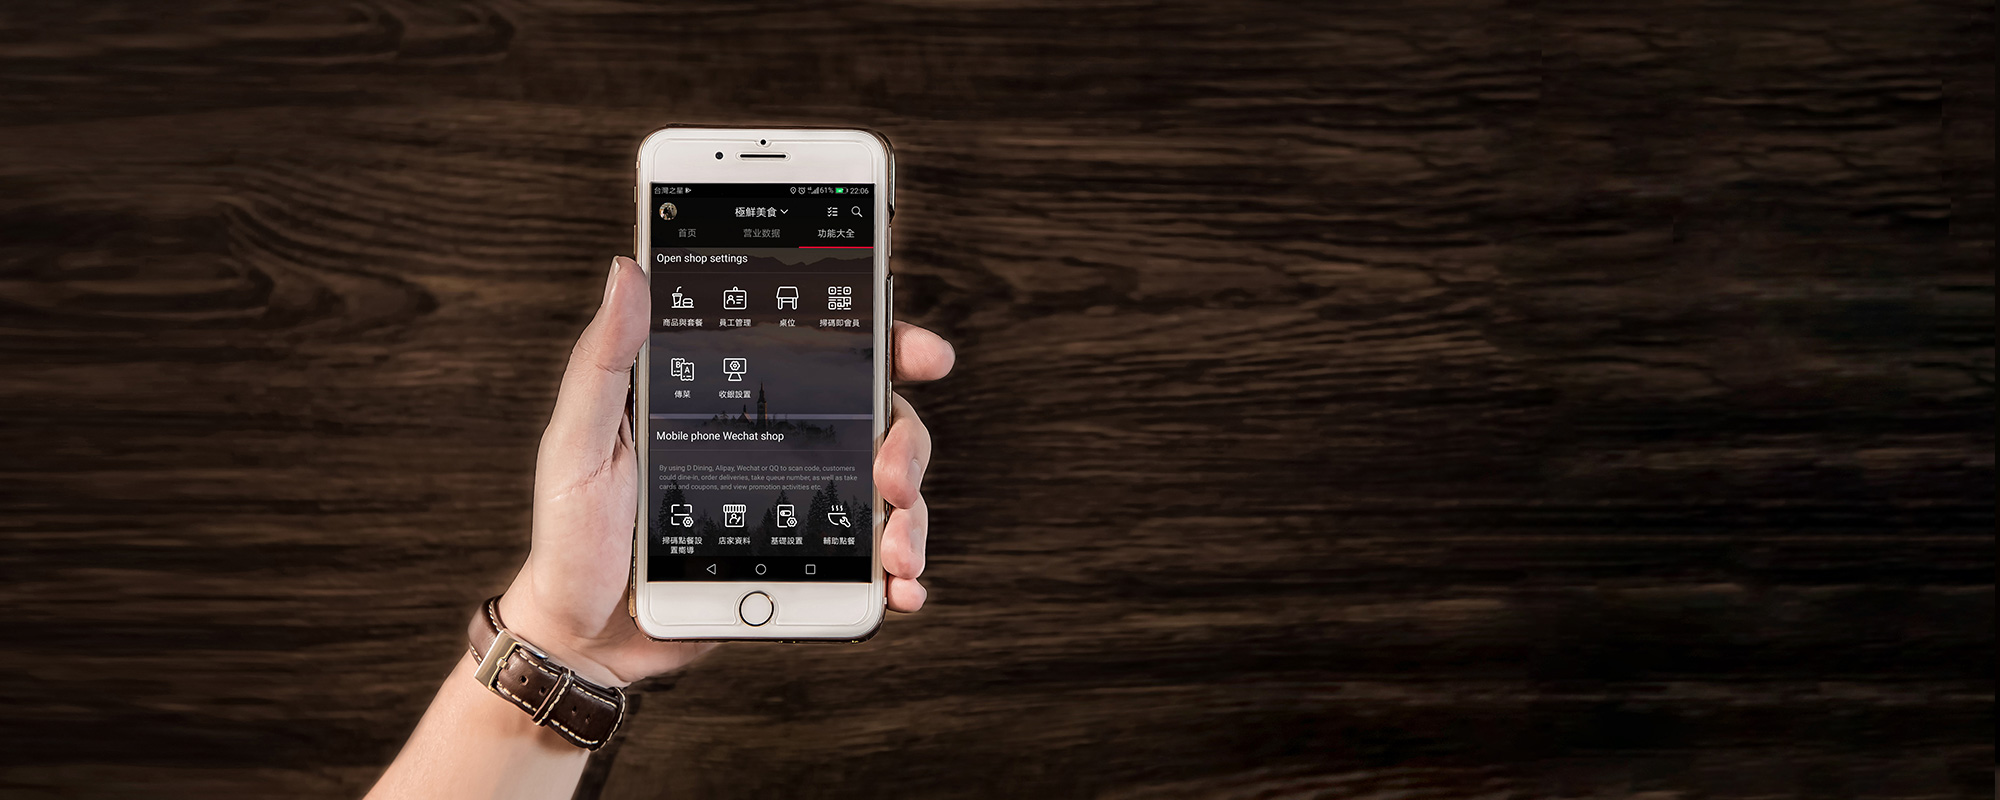 台灣之星
61% 22:06
極鮮美食
首页 营业数据 功能大全
Open shop settings
商品與套餐 員工管理 桌位 掃碼即會員
B A
傳菜 收銀設置
Mobile phone Wechat shop
By using D Dining, Alipay, Wechat or QQ to scan code, customers
could dine-in, order deliveries, take queue number, as well as take
cards and coupons, and view promotion activities etc.
掃碼點餐設 店家資料 基礎設置 輔助點餐
置嚮導